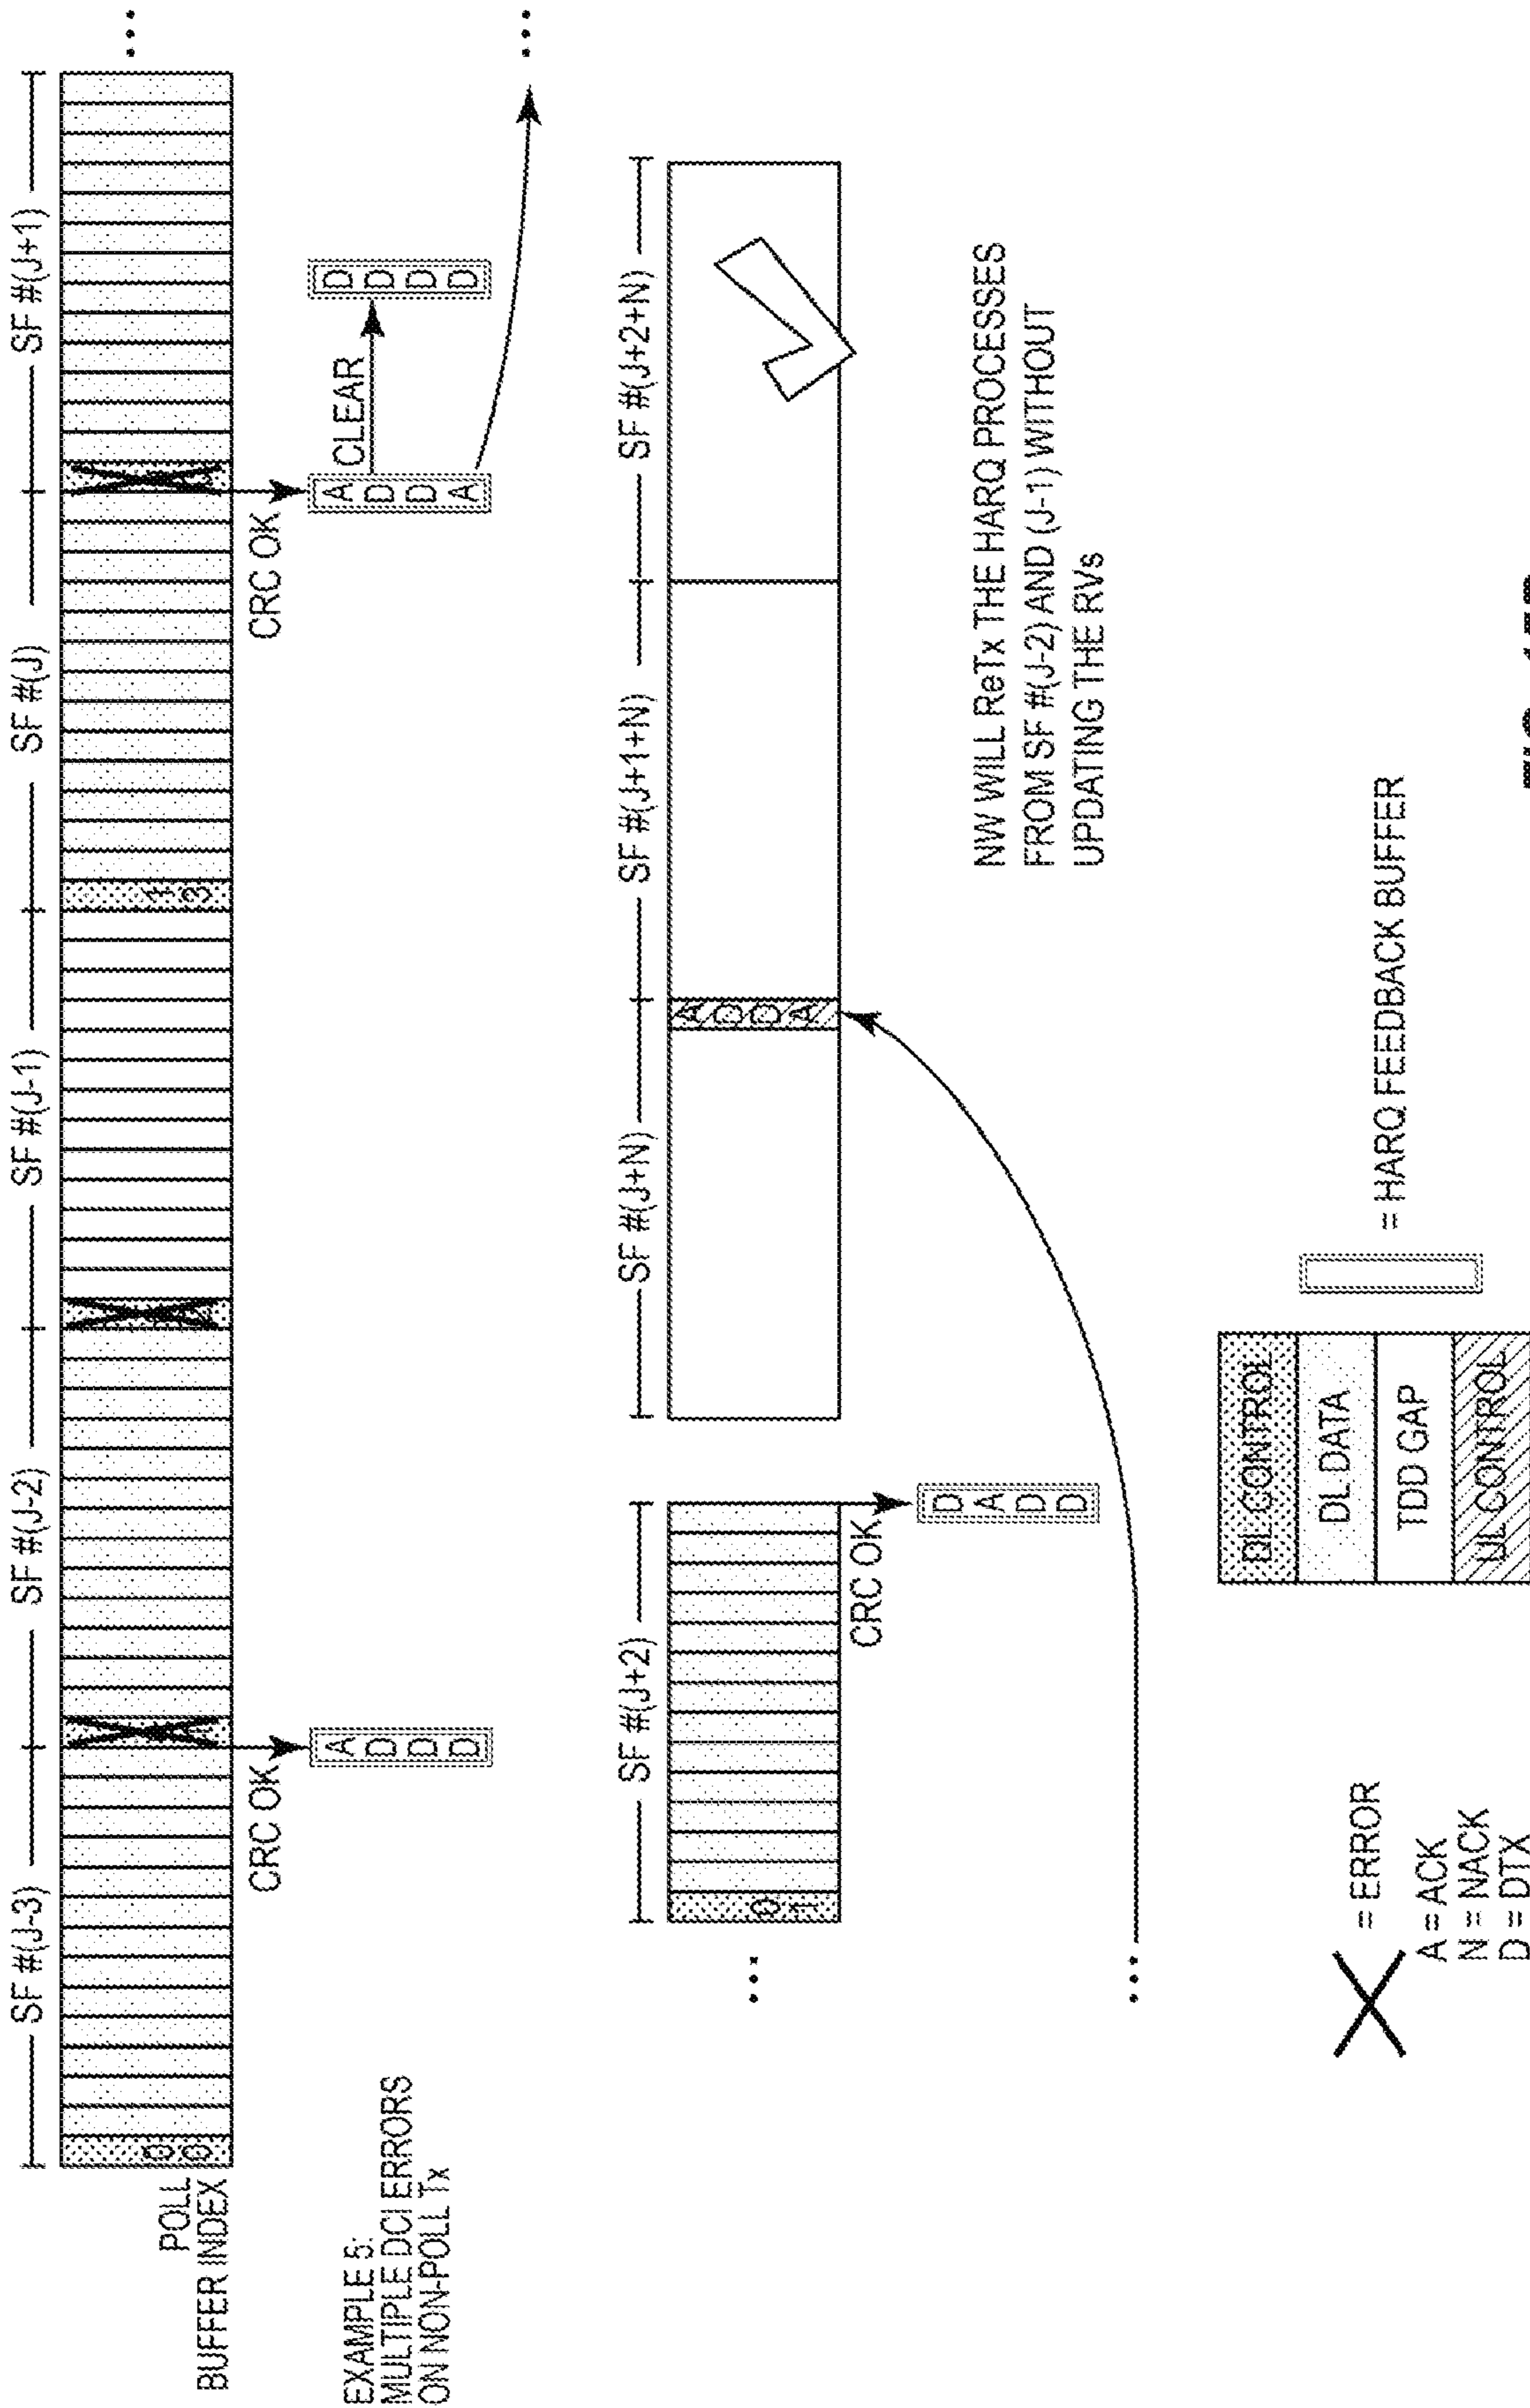 SF #(J-3)
SF #(J-2)
SF #(J-1)
SF #(J)
SF #(J+1)
...
POLL
0
1
BUFFER INDEX
0
3
CRC OK
A
D
D
D
CRC OK
A
D
D
A
CLEAR
D
D
D
D
...
EXAMPLE 5:
MULTIPLE DCI ERRORS
ON NON-POLL Tx
SF #(J+2)
SF #(J+N)
SF #(J+1+N)
SF #(J+2+N)
...
0
1
A
D
D
A
CRC OK
D
A
D
D
...
NW WILL ReTx THE HARQ PROCESSES
FROM SF #(J-2) AND (J-1) WITHOUT
UPDATING THE RVs
= ERROR
A = ACK
N = NACK
D = DTX
DL CONTROL
DL DATA
TDD GAP
UL CONTROL
= HARQ FEEDBACK BUFFER